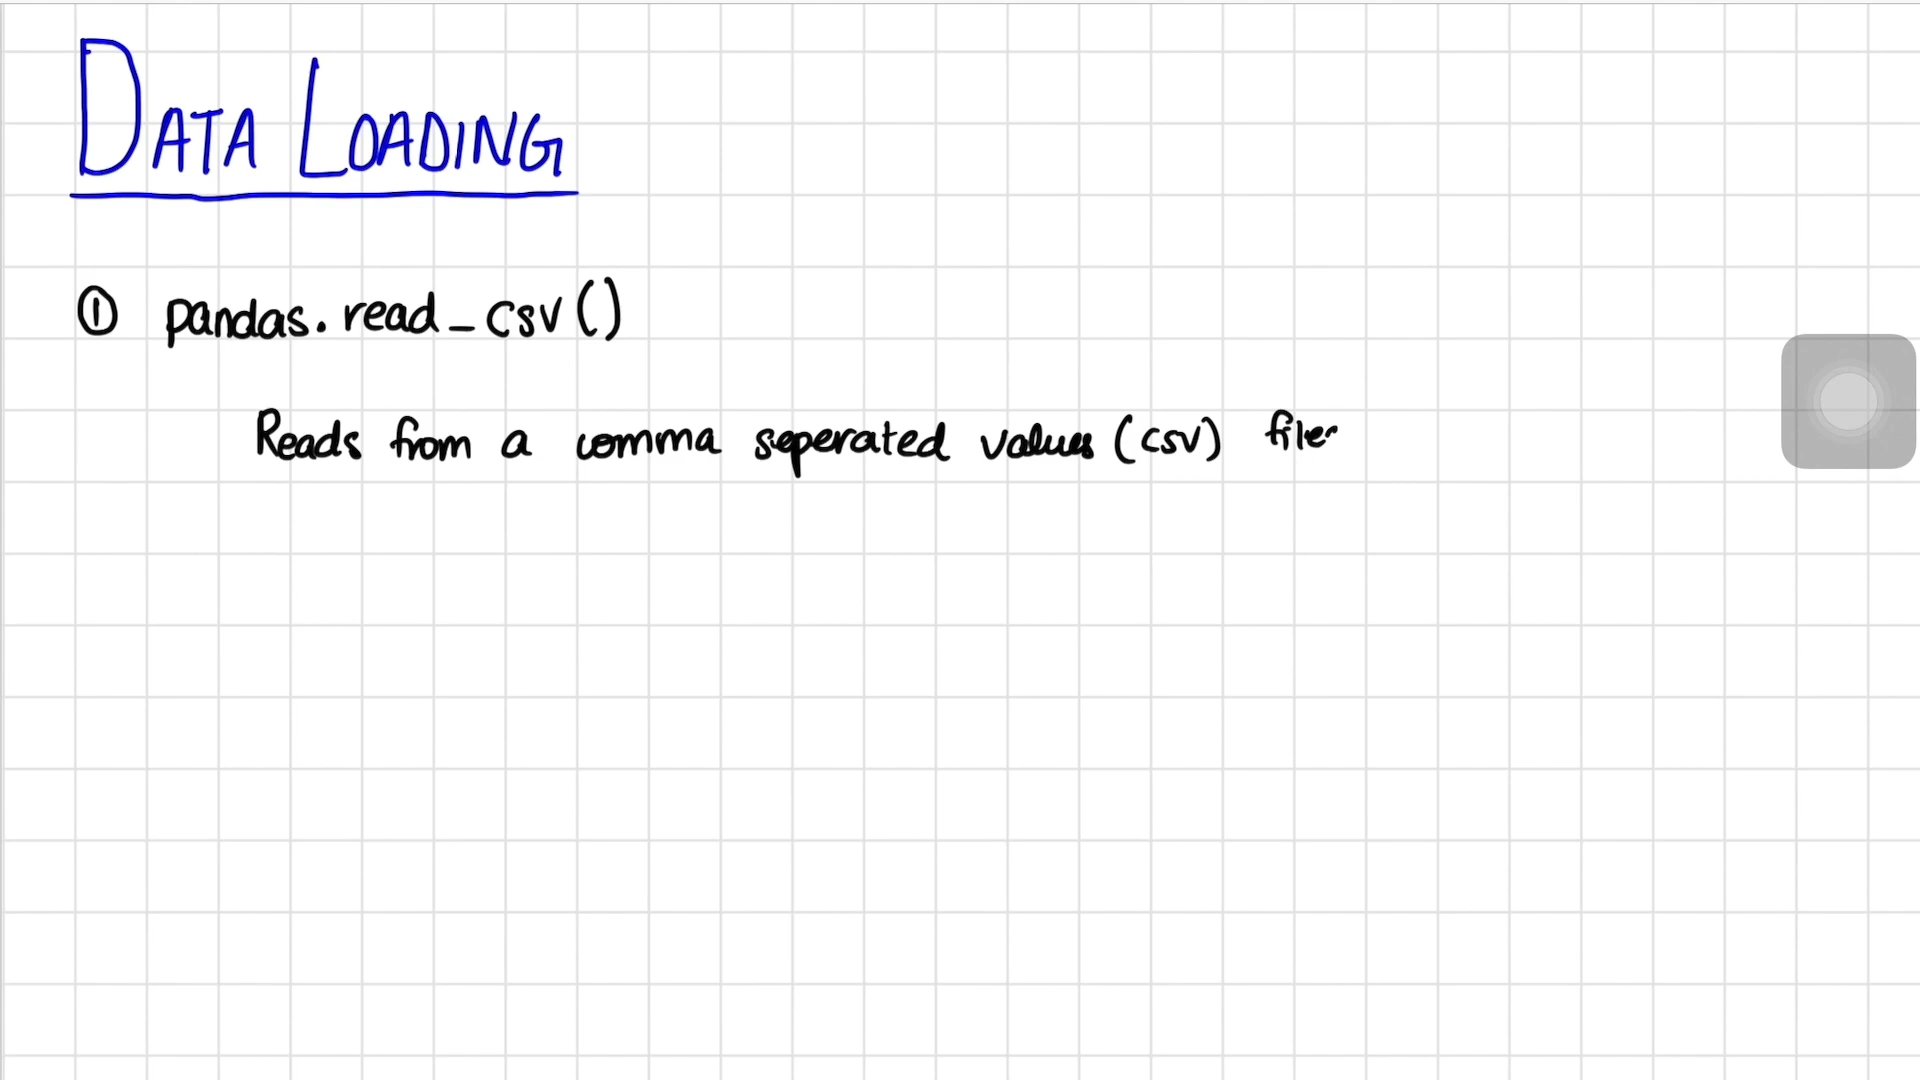 DATA LOADING
① pandas.read_csv()
Reads from a comma seperated values (csv) file